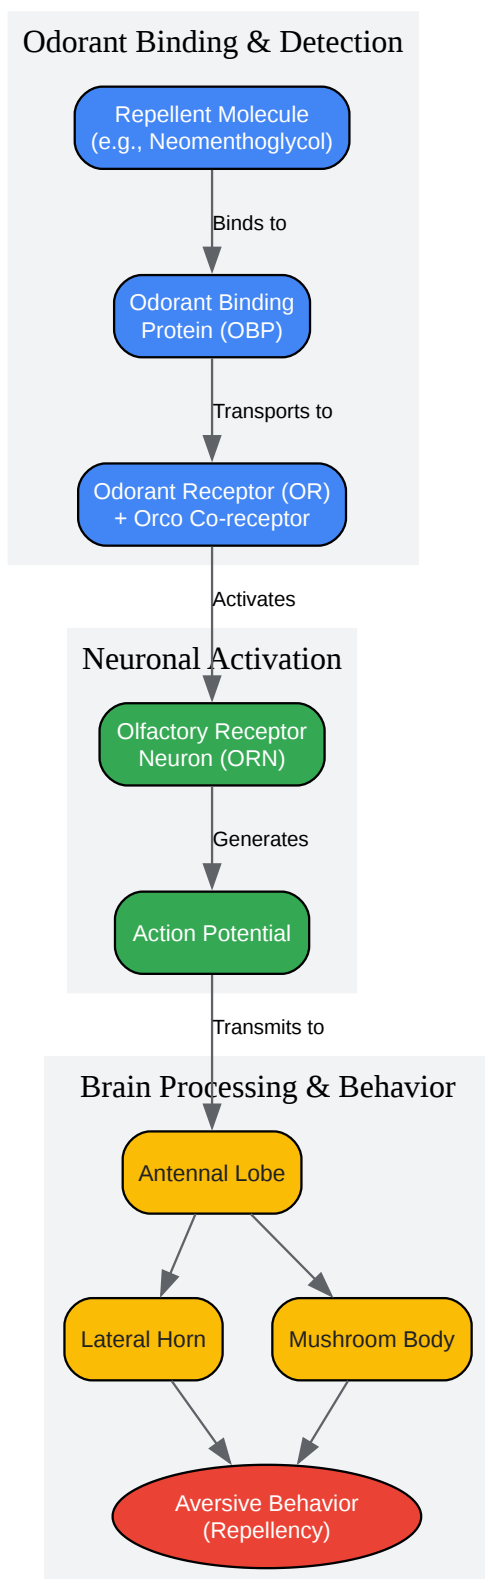 Odorant Binding & Detection
Repellent Molecule
(e.g., Neomenthoglycol)
Binds to
Odorant Binding
Protein (OBP)
Transports to
Odorant Receptor (OR)
+ Orco Co-receptor
Activates
Neuronal Activation
Olfactory Receptor
Neuron (ORN)
Generates
Action Potential
Transmits to
Brain Processing & Behavior
Antennal Lobe
Lateral Horn
Mushroom Body
Aversive Behavior
(Repellency)